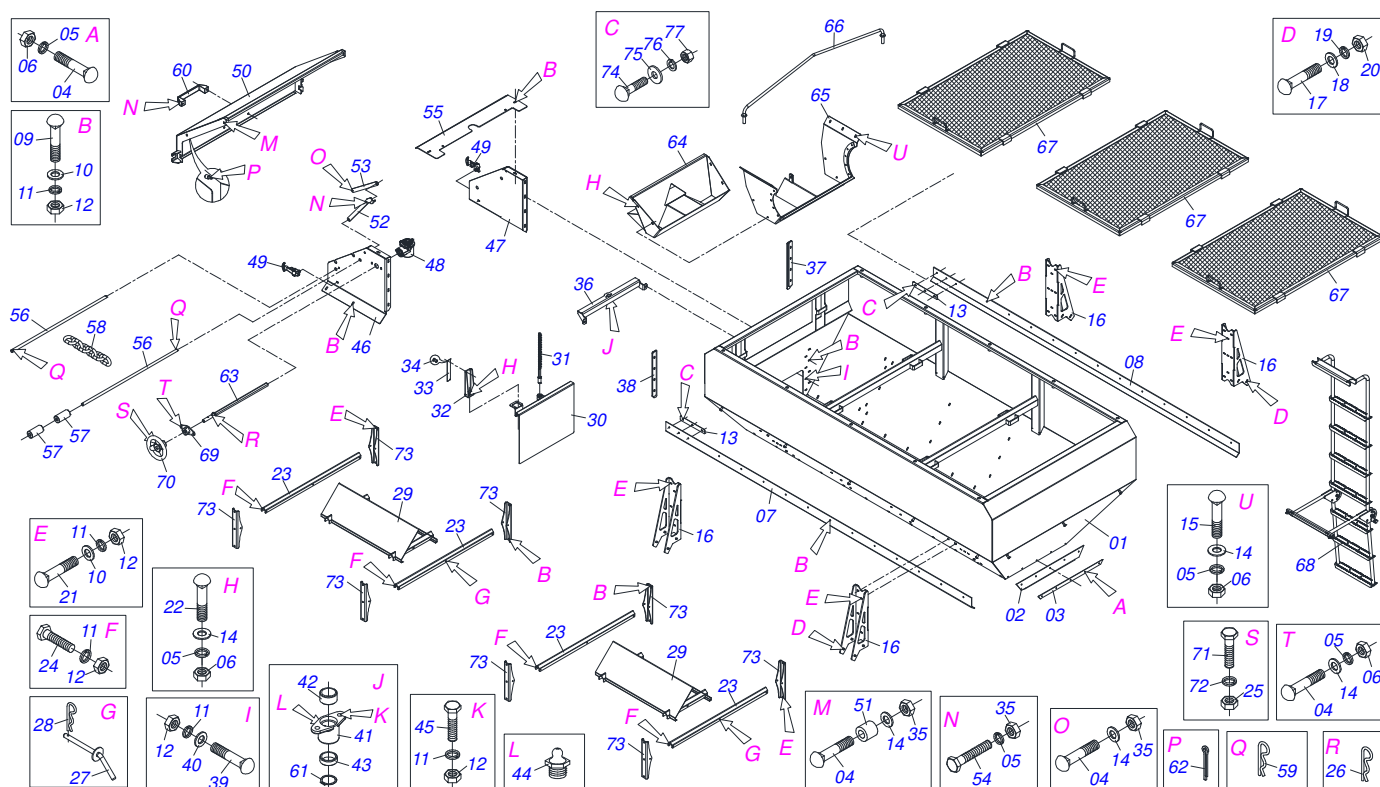 05 A
06
04
60 50
N
M
P
09 B
10
11
12
55
B
49
O 53
N
52
47
48
49
46
B
56
58
Q
56
Q
T
63
S
R
57
57
69
70
C 77
76
75
74
66
65
U
64
H
67
67
67
D 19
20
18
17
37
36
J
38
C
13
C
13
B
E
16
08
E
16
D
B
I
31
34
33
H
32
30
E
73
23
F
73
29
73
23
F
G
B
73
07
B
E
16
01
02
03
A
E
D
16
68
E 11
12
10
21
H
22
14
05
06
F
11
24
12
G
28
27
I
11
12
40
39
J
42
L K
41
43
61
K
45
11
12
L
44
B
73
23
F
73
29
23
F
G
73
E
73
M
51
35
14
04
N
35
05
54
O
35
14
04
P
62
Q
59
R
26
S
71
72
25
T
05
06
14
04
U
15
14
05
06